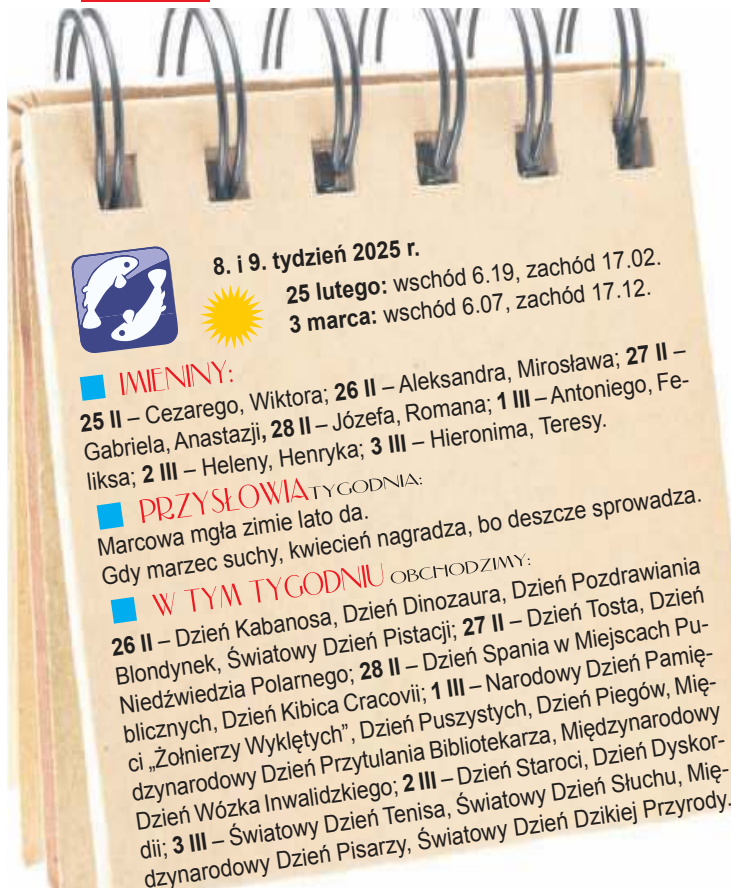 8. i 9. tydzień 2025 r.
25 lutego: wschód 6.19, zachód 17.02.
3 marca: wschód 6.07, zachód 17.12.
IMIENINY:
25 II – Cezarego, Wiktora; 26 II – Aleksandra, Mirosława; 27 II –
Gabriela, Anastazji, 28 II – Józefa, Romana; 1 III – Antoniego, Fe-
liksa; 2 III – Heleny, Henryka; 3 III – Hieronima, Teresy.
PRZYSŁOWIA TYGODNIA:
Marcowa mgła zimie lato da.
Gdy marzec suchy, kwiecień nagradza, bo deszcze sprowadza.
W TYM TYGODNIU OBCHODZIMY:
26 II – Dzień Kabanosa, Dzień Dinozaura, Dzień Pozdrawiania
Blondynek, Światowy Dzień Pistacji; 27 II – Dzień Tosta, Dzień
Niedźwiedzia Polarnego; 28 II – Dzień Spania w Miejscach Pu-
blicznych, Dzień Kibica Cracovii; 1 III – Narodowy Dzień Pamię-
ci „Żołnierzy Wyklętych”, Dzień Puszystych, Dzień Piegów, Mię-
dzynarodowy Dzień Przytulania Bibliotekarza, Międzynarodowy
Dzień Wózka Inwalidzkiego; 2 III – Dzień Staroci, Dzień Dyskor-
dii; 3 III – Światowy Dzień Tenisa, Światowy Dzień Słuchu, Mię-
dzynarodowy Dzień Pisarzy, Światowy Dzień Dzikiej Przyrody.